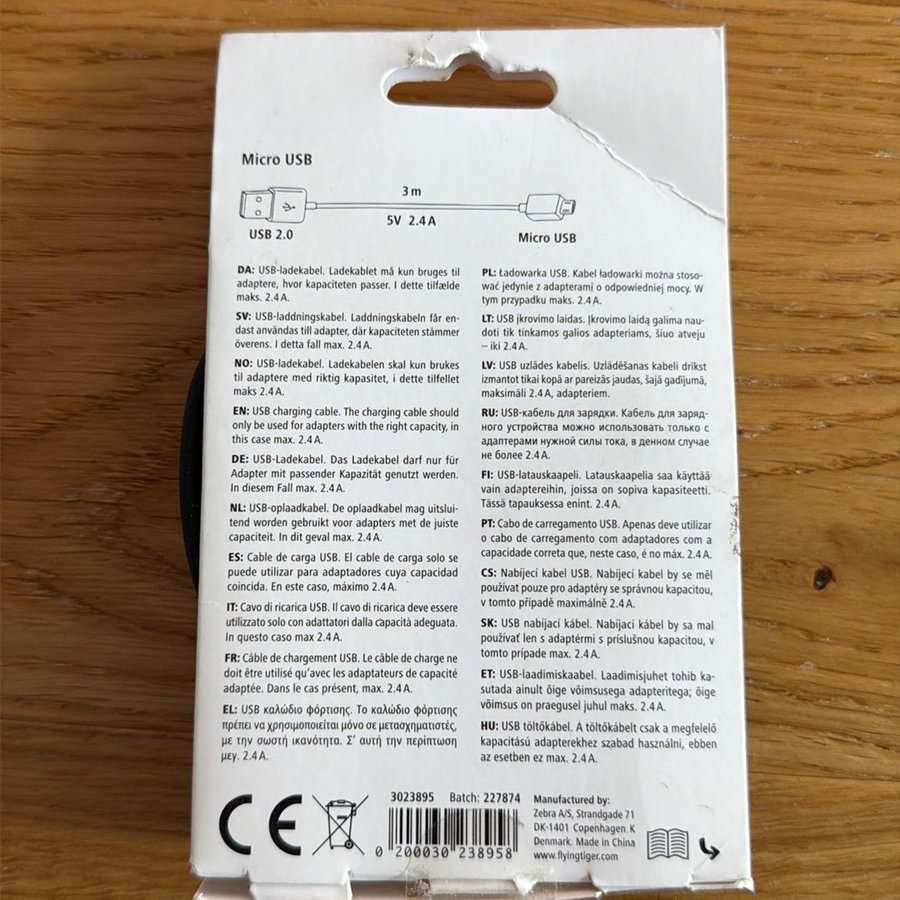 Micro USB
3 m
5V 2.4 A
USB 2.0
Micro USB
DA: USB-ladekabel. Ladekablet må kun bruges til
adaptere, hvor kapaciteten passer. I dette tilfælde
maks. 2.4 A.
SV: USB-laddningskabel. Laddningskabeln får en-
dast användas till adapter, där kapaciteten stämmer
överens. I detta fall max. 2.4 A.
NO: USB-ladekabel. Ladekabelen skal kun brukes
til adaptere med riktig kapasitet, i dette tilfellet
maks 2.4 A.
EN: USB charging cable. The charging cable should
only be used for adapters with the right capacity, in
this case max. 2.4 A.
DE: USB-Ladekabel. Das Ladekabel darf nur für
Adapter mit passender Kapazität genutzt werden.
In diesem Fall max. 2.4 A.
NL: USB-oplaadkabel. De oplaadkabel mag uitslui-
tend worden gebruikt voor adapters met de juiste
capaciteit. In dit geval max. 2.4 A.
ES: Cable de carga USB. El cable de carga solo se
puede utilizar para adaptadores cuya capacidad
coincida. En este caso, máximo 2.4 A.
IT: Cavo di ricarica USB. Il cavo di ricarica deve essere
utilizzato solo con adattatori dalla capacità adeguata.
In questo caso max 2.4 A.
FR: Câble de chargement USB. Le câble de charge ne
doit être utilisé qu'avec les adaptateurs de capacité
adaptée. Dans le cas présent, max. 2.4 A.
EL: USB καλώδιο φόρτισης. Το καλώδιο φόρτισης
πρέπει να χρησιμοποιείται μόνο σε μετασχηματιστές,
με την σωστή ικανότητα. Σ' αυτή την περίπτωση
μεγ. 2.4 A.
PL: Ładowarka USB. Kabel ładowarki można stoso-
wać jedynie z adapterami o odpowiedniej mocy. W
tym przypadku maks. 2.4 A.
LT: USB įkrovimo laidas. Įkrovimo laidą galima nau-
doti tik tinkamos galios adapteriams, šiuo atveju
– iki 2.4 A.
LV: USB uzlādes kabelis. Uzlādēšanas kabeli drīkst
izmantot tikai kopā ar pareizās jaudas, šajā gadījumā,
maksimāli 2.4 A, adapteriem.
RU: USB-кабель для зарядки. Кабель для заряд-
ного устройства можно использовать только с
адаптерами нужной силы тока, в денном случае
не более 2.4 A.
FI: USB-latauskaapeli. Latauskaapelia saa käyttää
vain adaptereihin, joissa on sopiva kapasiteetti.
Tässä tapauksessa enint. 2.4 A.
PT: Cabo de carregamento USB. Apenas deve utilizar
o cabo de carregamento com adaptadores com a
capacidade correta que, neste caso, é no máx. 2.4 A.
CS: Nabíjecí kabel USB. Nabíjecí kabel by se měl
používat pouze pro adaptéry se správnou kapacitou,
v tomto případě maximálně 2.4 A.
SK: USB nabíjací kábel. Nabíjací kábel by sa mal
používať len s adaptérmi s príslušnou kapacitou, v
tomto prípade max. 2.4 A.
ET: USB-laadimiskaabel. Laadimisjuhet tohib ka-
sutada ainult õige võimsusega adapteritega; õige
võimsus on praegusel juhul maks. 2.4 A.
HU: USB töltőkábel. A töltőkábelt csak a megfelelő
kapacitású adapterekhez szabad használni, ebben
az esetben ez max. 2.4 A.
CE
3023895 Batch: 227874
0 200030 238958
Manufactured by:
Zebra A/S, Strandgade 71
DK-1401 Copenhagen K
Denmark. Made in China
www.flyingtiger.com